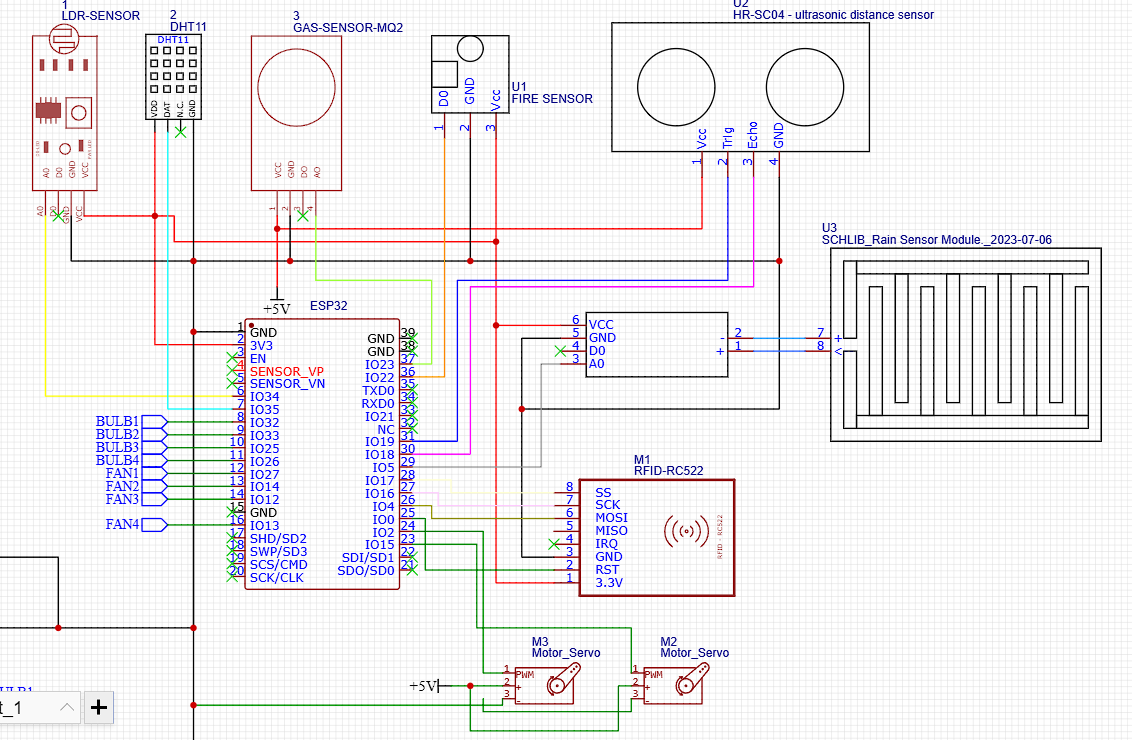 1
LDR-SENSOR
A0
D0
GND
VCC
A0
D0
GND
VCC
2
DHT11
DHT11
VDD
DAT
N.C.
GND
3
GAS-SENSOR-MQ2
VCC
GND
DO
AO
1
2
3
4
U1
FIRE SENSOR
D0
GND
Vcc
1
2
3
U2
HR-SC04 - ultrasonic distance sensor
Vcc
Trig
Echo
GND
1
2
3
4
U3
SCHLIB_Rain Sensor Module._2023-07-06
6 VCC
5 GND
4 D0
3 A0
- 2 7 +
+ 1 8 <
+5V
ESP32
1 GND
2 3V3
3 EN
4 SENSOR_VP
5 SENSOR_VN
6 IO34
7 IO35
BULB1 8 IO32
BULB2 9 IO33
BULB3 10 IO25
BULB4 11 IO26
FAN1 12 IO27
FAN2 13 IO14
FAN3 14 IO12
15 GND
FAN4 16 IO13
17 SHD/SD2
18 SWP/SD3
19 SCS/CMD
20 SCK/CLK
GND 39
GND 38
IO23 37
IO22 36
TXD0 35
RXD0 34
IO21 33
NC 32
IO19 31
IO18 30
IO5 29
IO17 28
IO16 27
IO4 26
IO0 25
IO2 24
IO15 23
SDI/SD1 22
SDO/SD0 21
M1
RFID-RC522
8 SS
7 SCK
6 MOSI
5 MISO
4 IRQ
3 GND
2 RST
1 3.3V
RFID - RC522
M3
Motor_Servo
1 PWM
2 +
3 -
M2
Motor_Servo
1 PWM
2 +
3 -
+5V
t_1
+